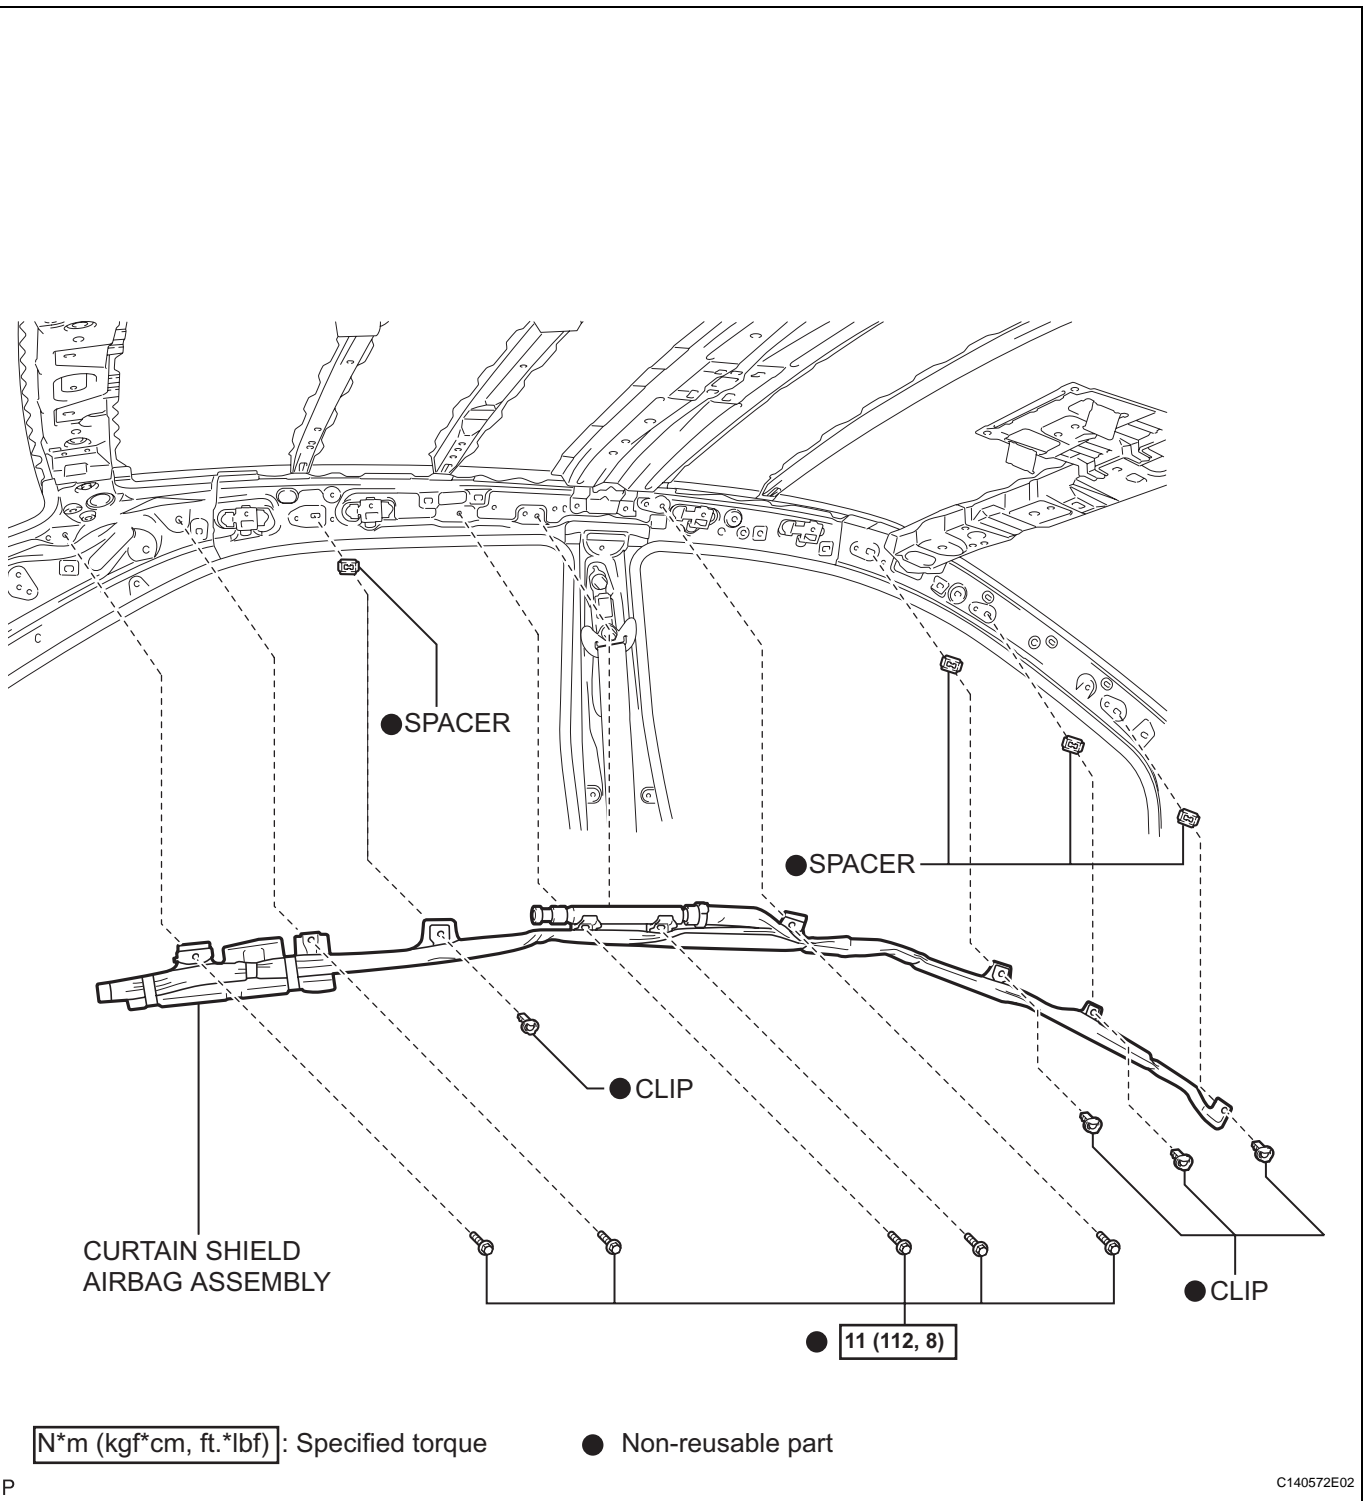 ●SPACER
●SPACER
●CLIP
CURTAIN SHIELD
AIRBAG ASSEMBLY
●CLIP
● 11 (112, 8)
N*m (kgf*cm, ft.*lbf) : Specified torque
● Non-reusable part
P
C140572E02